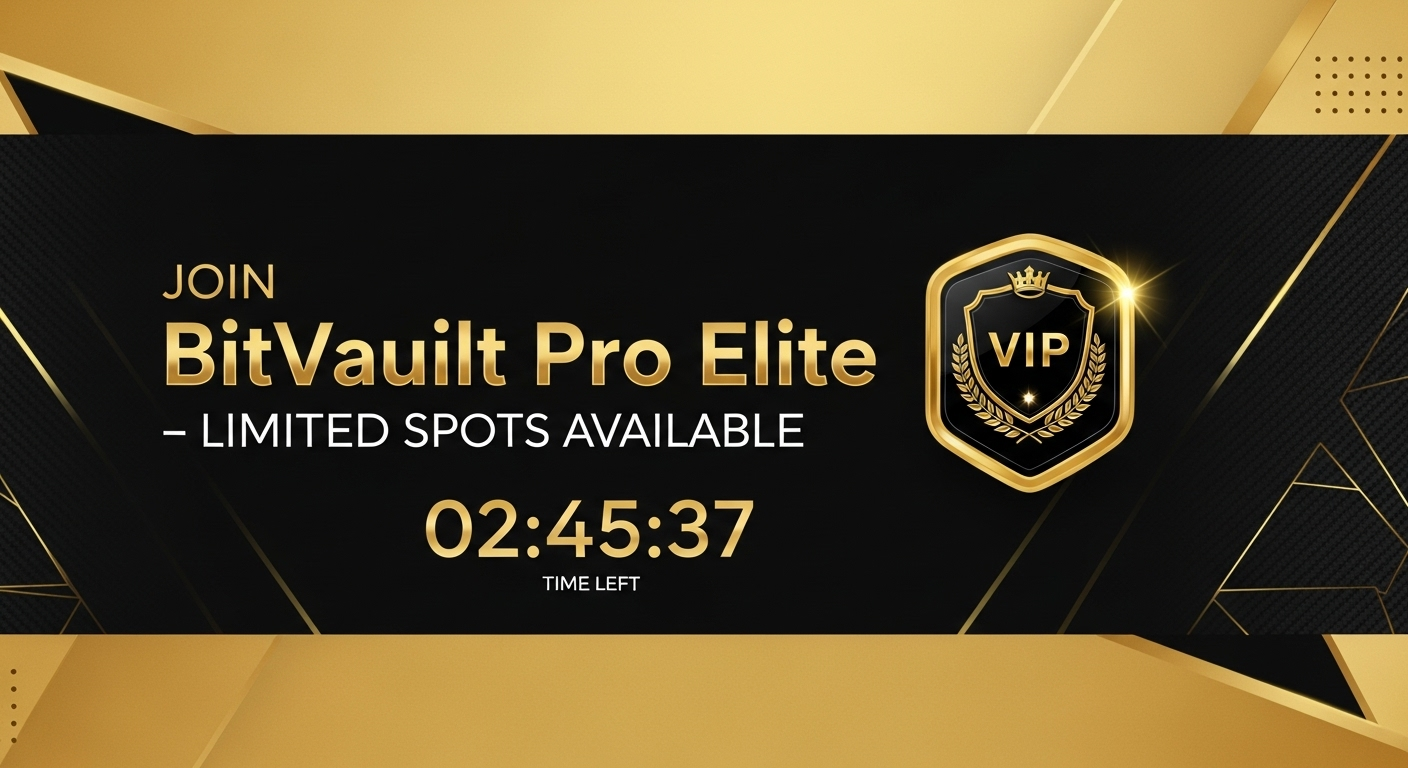 JOIN
BitVauilt Pro Elite
– LIMITED SPOTS AVAILABLE
VIP
02:45:37
TIME LEFT